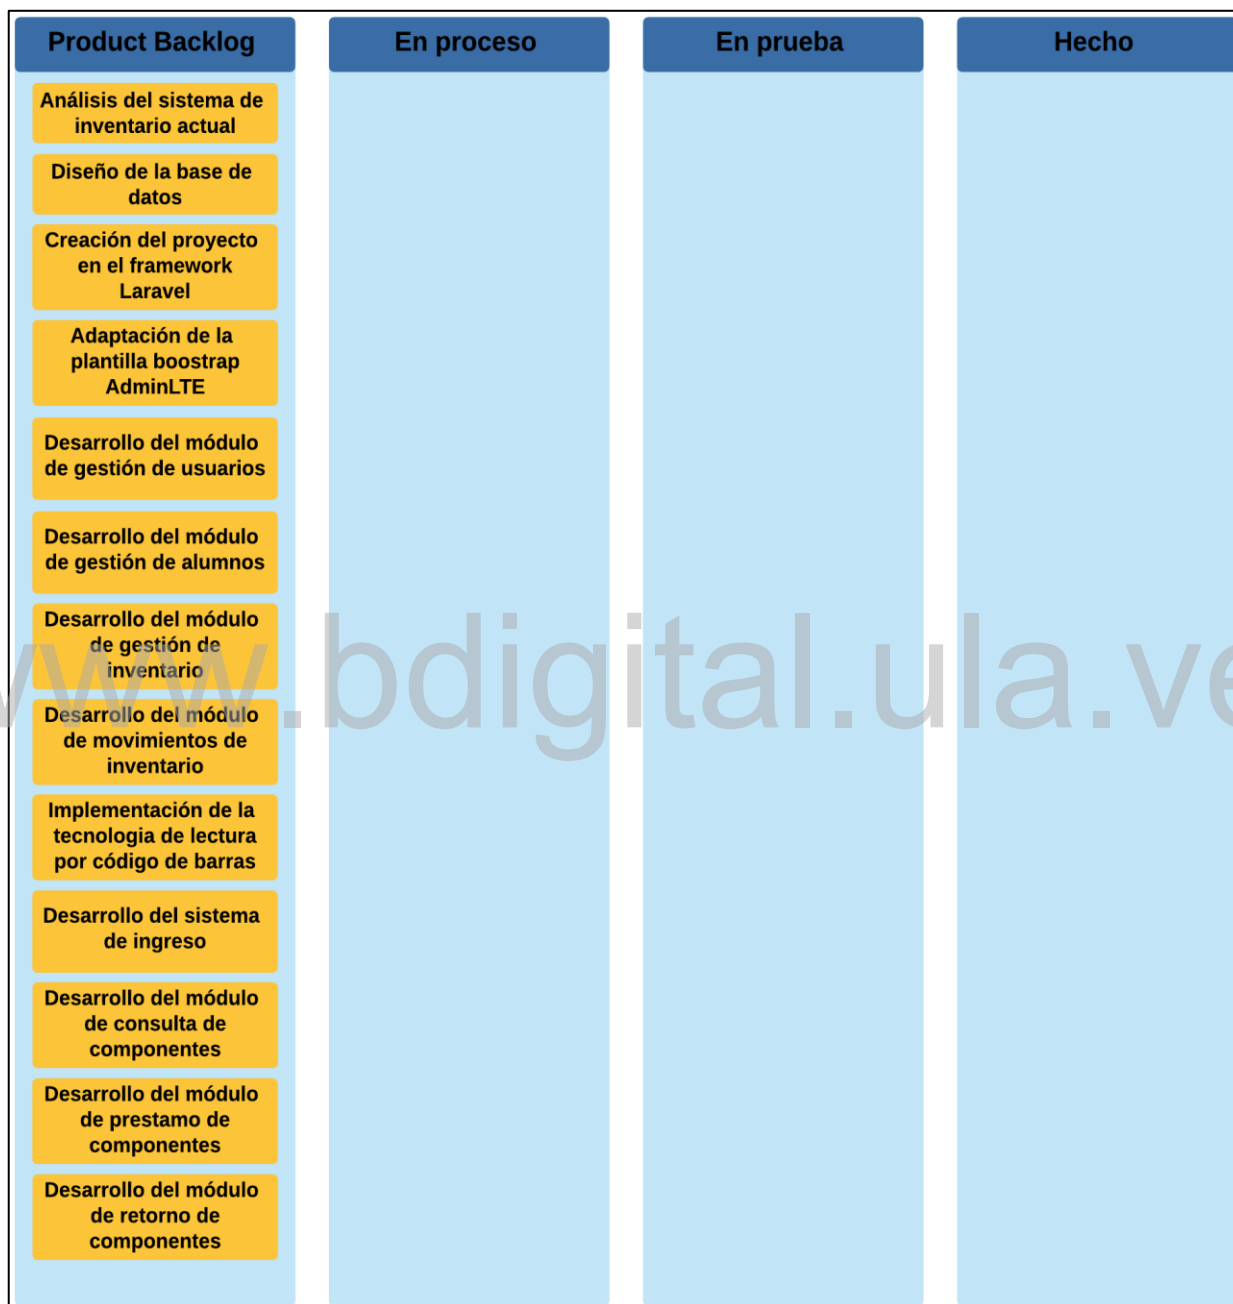 Product Backlog
En proceso
En prueba
Hecho
Análisis del sistema de
inventario actual
Diseño de la base de
datos
Creación del proyecto
en el framework
Laravel
Adaptación de la
plantilla boostrap
AdminLTE
Desarrollo del módulo
de gestión de usuarios
Desarrollo del módulo
de gestión de alumnos
Desarrollo del módulo
de gestión de
inventario
Desarrollo del módulo
de movimientos de
inventario
Implementación de la
tecnologia de lectura
por código de barras
Desarrollo del sistema
de ingreso
Desarrollo del módulo
de consulta de
componentes
Desarrollo del módulo
de prestamo de
componentes
Desarrollo del módulo
de retorno de
componentes
www.bdigital.ula.ve